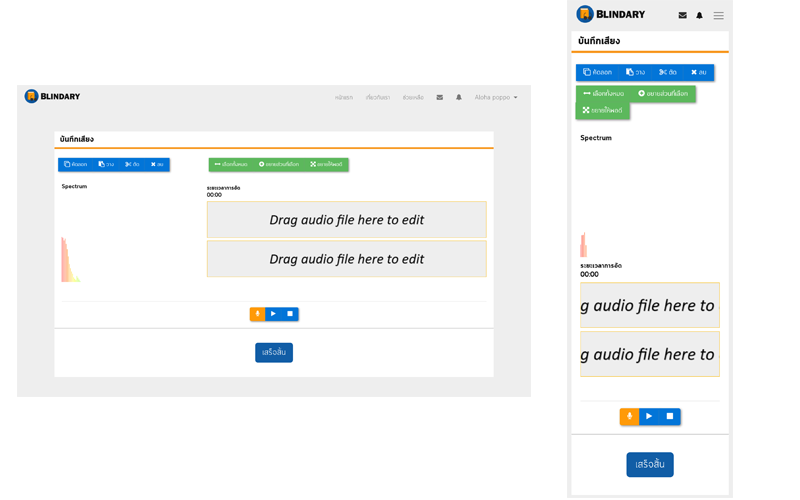 BLINDARY
หน้าแรก เกี่ยวกับเรา ช่วยเหลือ Aloha poppo
บันทึกเสียง
คัดลอก วาง ตัด ลบ เลือกทั้งหมด ขยายส่วนที่เลือก ขยายให้พอดี
Spectrum
ระยะเวลาการอัด
00:00
Drag audio file here to edit
Drag audio file here to edit
เสร็จสิ้น
BLINDARY
บันทึกเสียง
คัดลอก วาง ตัด ลบ
เลือกทั้งหมด ขยายส่วนที่เลือก
ขยายให้พอดี
Spectrum
ระยะเวลาการอัด
00:00
g audio file here to
g audio file here to
เสร็จสิ้น